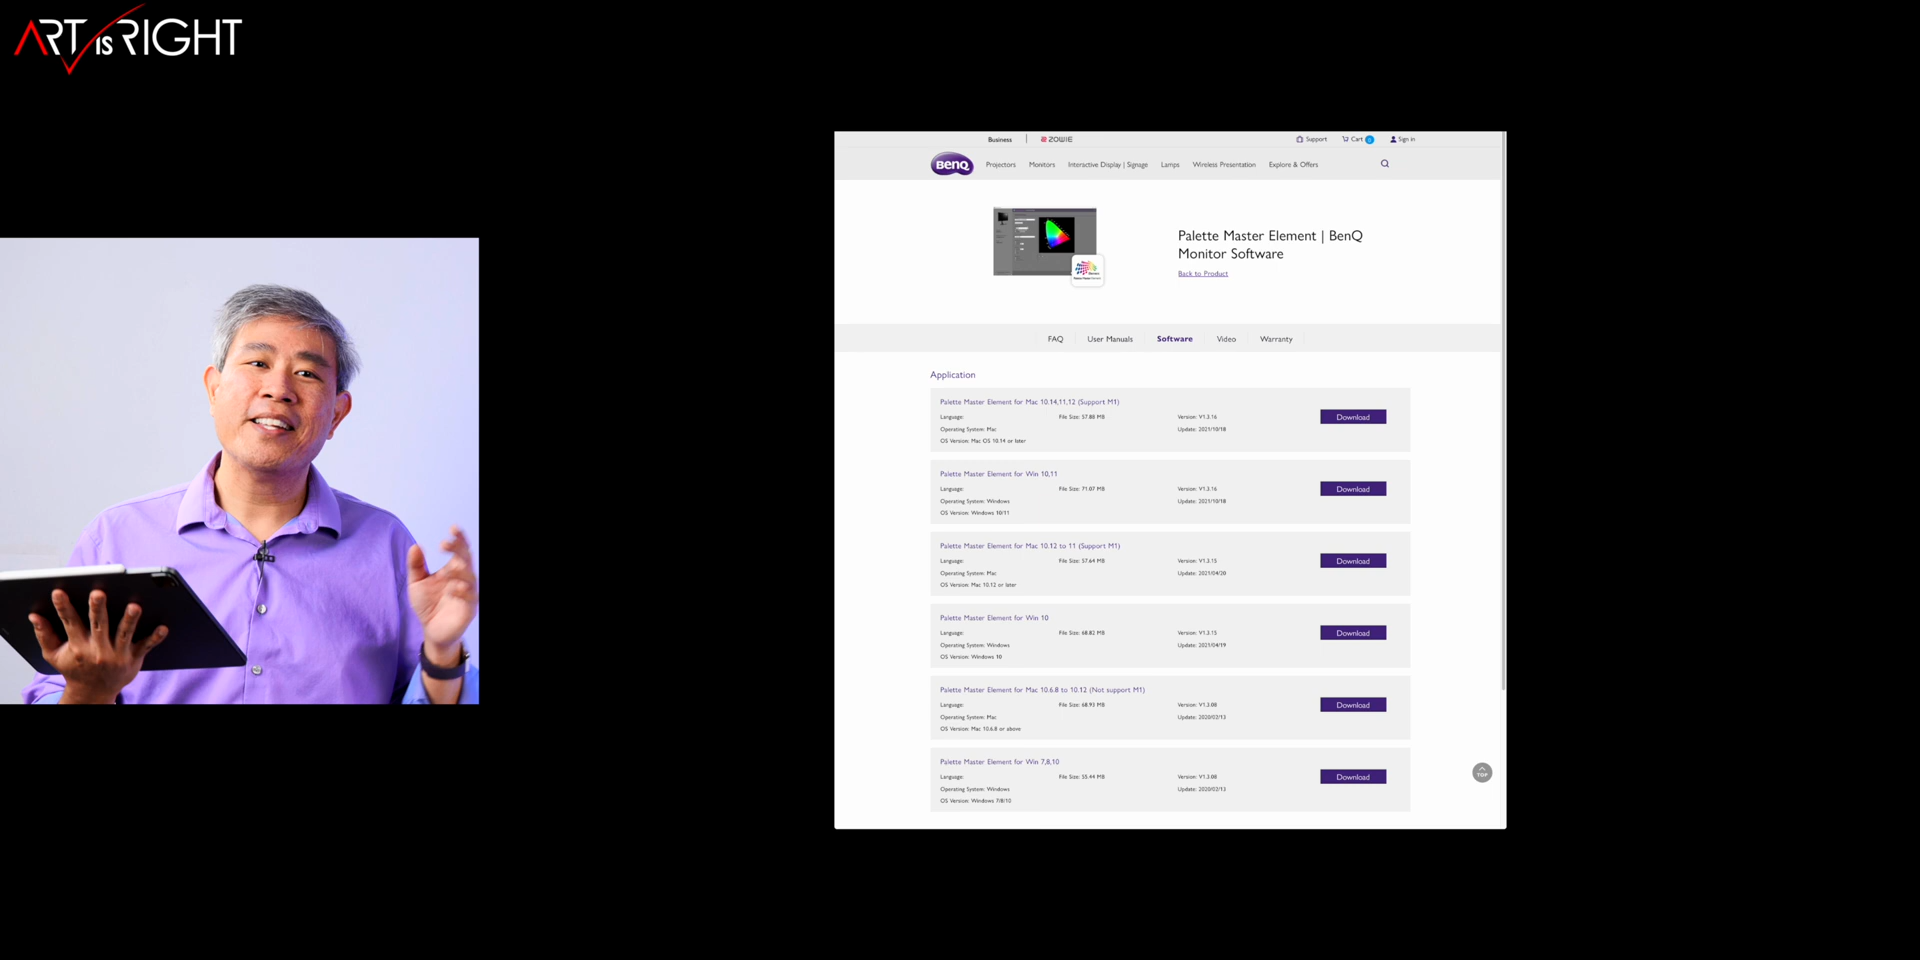 ART is RIGHT
Business
ZOWIE
Support
Cart 0
Sign in
BenQ
Projectors
Monitors
Interactive Display | Signage
Lamps
Wireless Presentation
Explore & Offers
Palette Master Element | BenQ
Monitor Software
Back to Product
FAQ
User Manuals
Software
Video
Warranty
Application
Palette Master Element for Mac 10.14,11,12 (Support M1)
Language:
File Size: 57.88 MB
Version: V1.3.16
Download
Operating System: Mac
Update: 2021/10/18
OS Version: Mac OS 10.14 or later
Palette Master Element for Win 10,11
Language:
File Size: 71.07 MB
Version: V1.3.16
Download
Operating System: Windows
Update: 2021/10/18
OS Version: Windows 10/11
Palette Master Element for Mac 10.12 to 11 (Support M1)
Language:
File Size: 57.64 MB
Version: V1.3.15
Download
Operating System: Mac
Update: 2021/04/20
OS Version: Mac 10.12 or later
Palette Master Element for Win 10
Language:
File Size: 68.82 MB
Version: V1.3.15
Download
Operating System: Windows
Update: 2021/04/19
OS Version: Windows 10
Palette Master Element for Mac 10.6.8 to 10.12 (Not support M1)
Language:
File Size: 68.93 MB
Version: V1.3.08
Download
Operating System: Mac
Update: 2020/02/13
OS Version: Mac 10.6.8 or above
Palette Master Element for Win 7,8,10
Language:
File Size: 55.44 MB
Version: V1.3.08
Download
Operating System: Windows
Update: 2020/02/13
OS Version: Windows 7/8/10
TOP